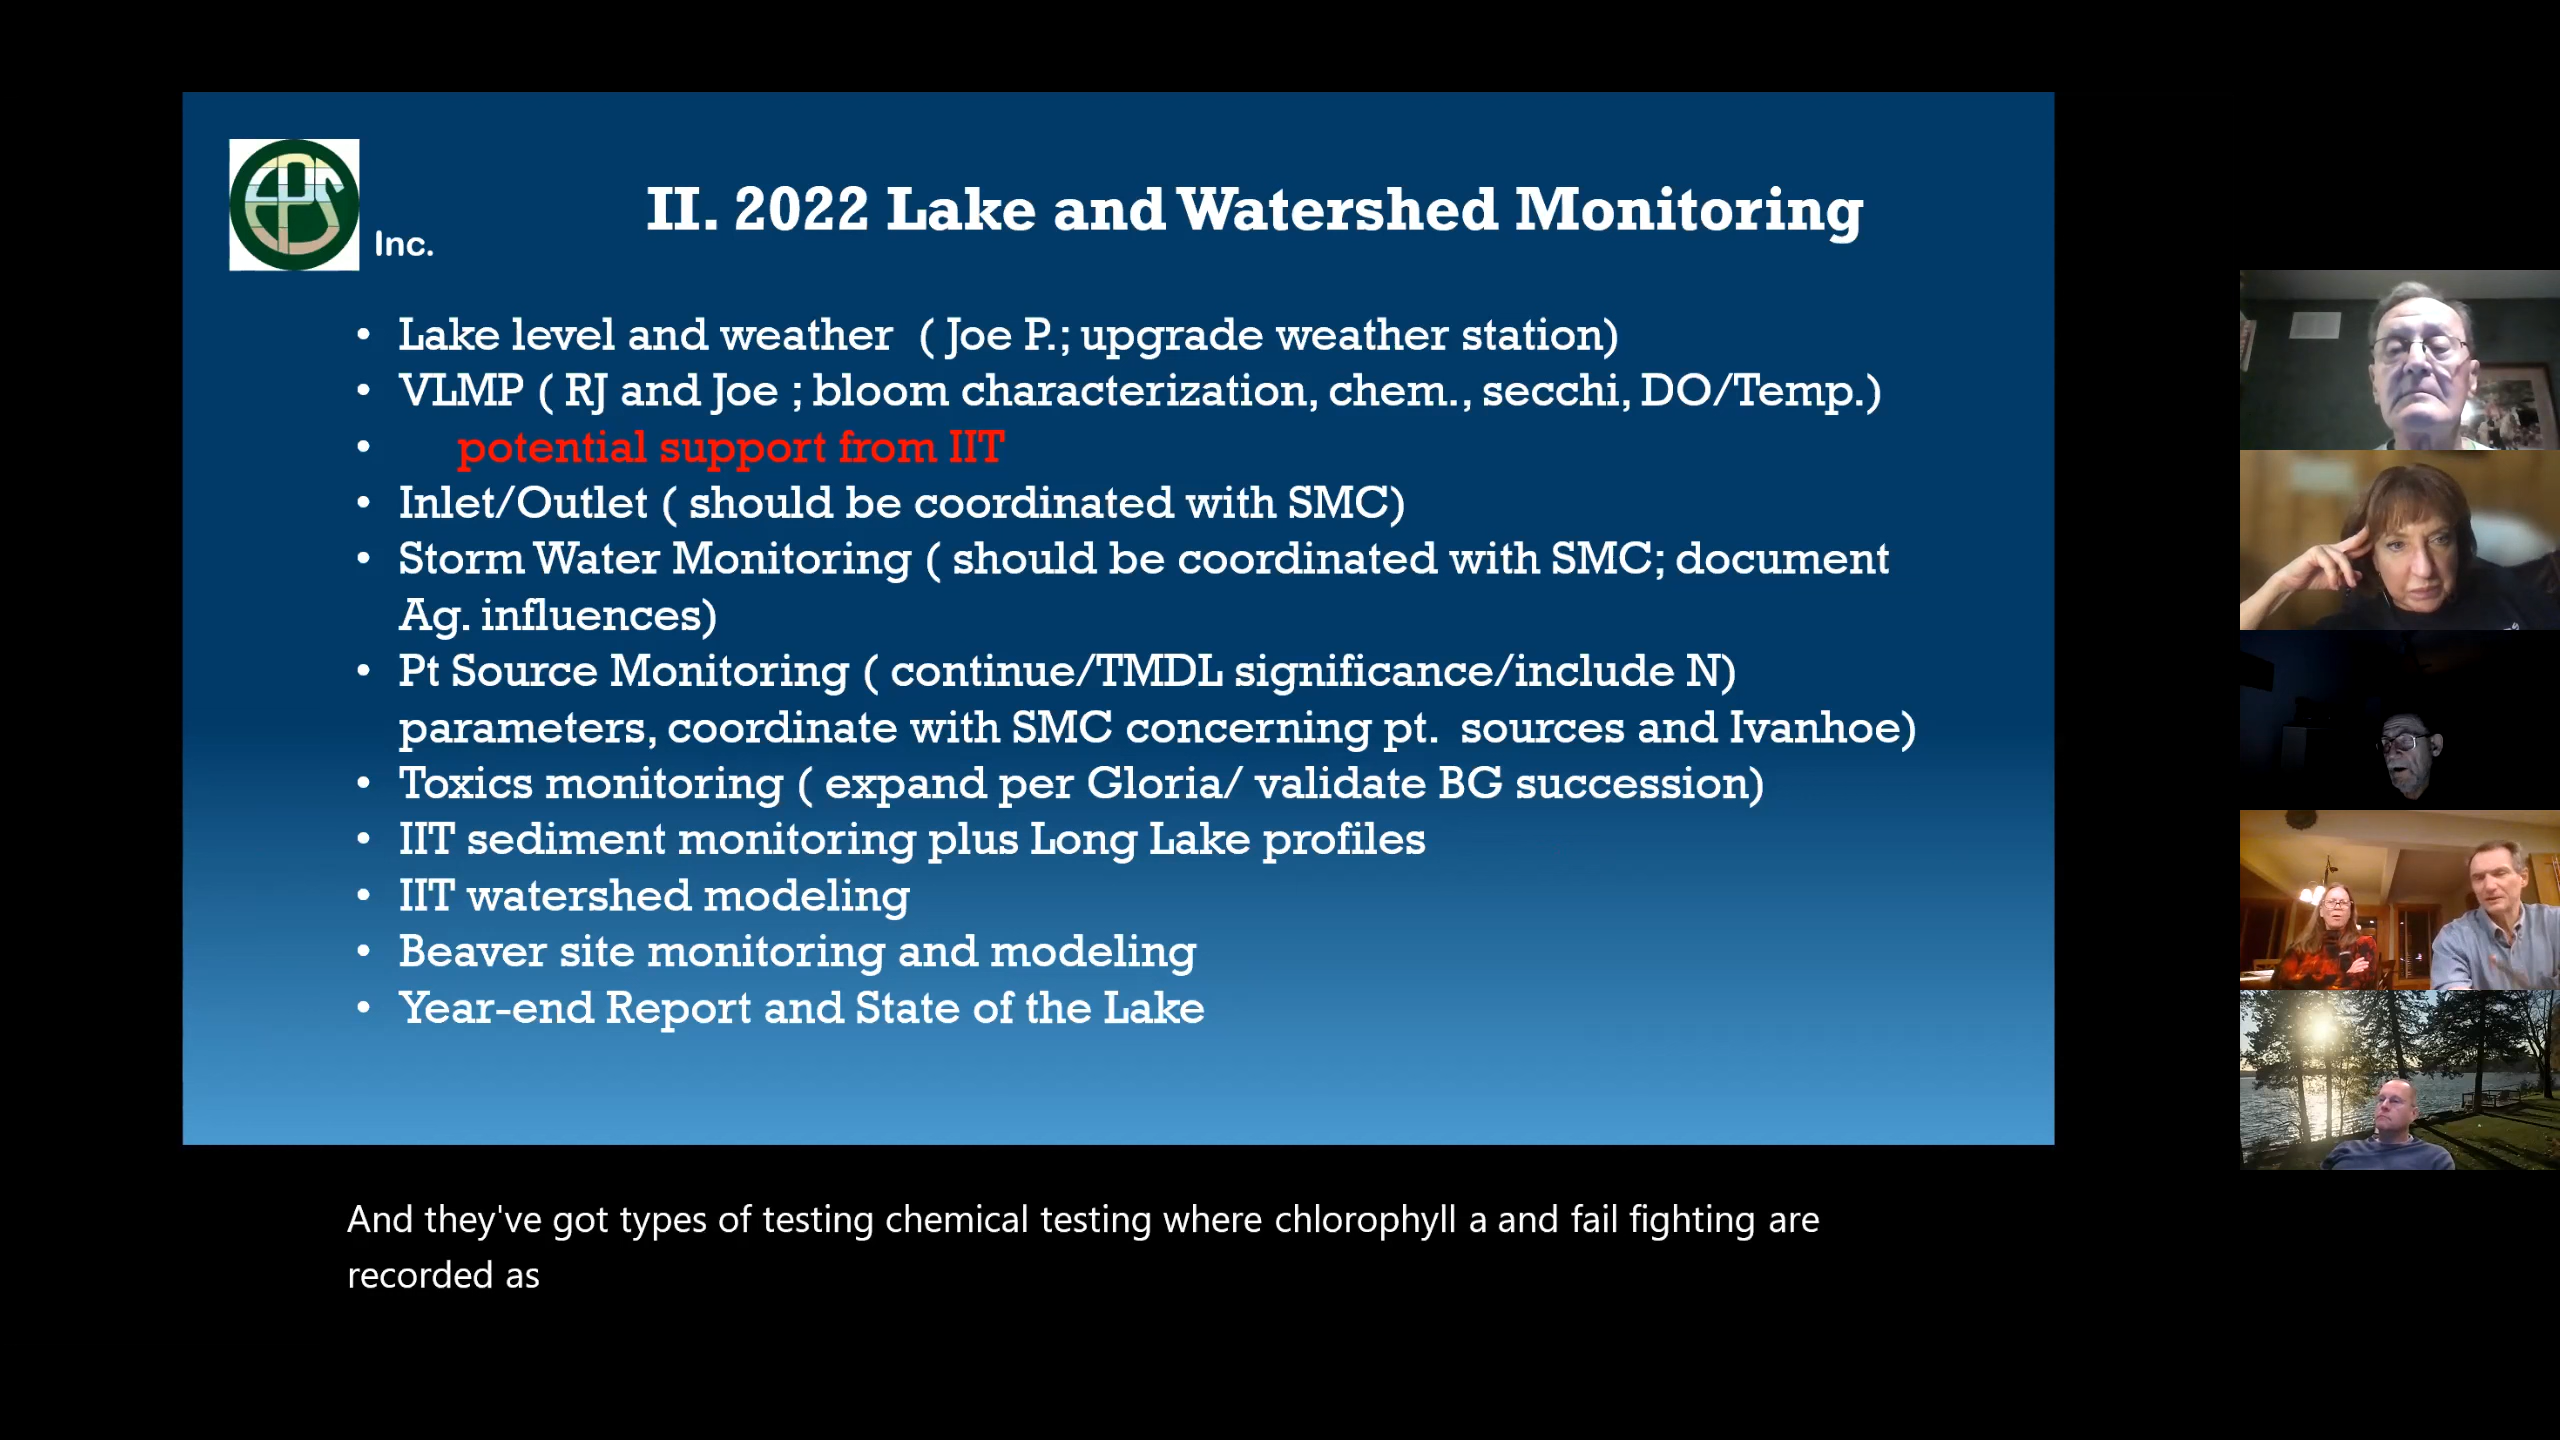 EPS
Inc.
II. 2022 Lake and Watershed Monitoring
• Lake level and weather ( Joe P.; upgrade weather station)
• VLMP ( RJ and Joe ; bloom characterization, chem., secchi, DO/Temp.)
• potential support from IIT
• Inlet/Outlet ( should be coordinated with SMC)
• Storm Water Monitoring ( should be coordinated with SMC; document
Ag. influences)
• Pt Source Monitoring ( continue/TMDL significance/include N)
parameters, coordinate with SMC concerning pt. sources and Ivanhoe)
• Toxics monitoring ( expand per Gloria/ validate BG succession)
• IIT sediment monitoring plus Long Lake profiles
• IIT watershed modeling
• Beaver site monitoring and modeling
• Year-end Report and State of the Lake
And they've got types of testing chemical testing where chlorophyll a and fail fighting are
recorded as